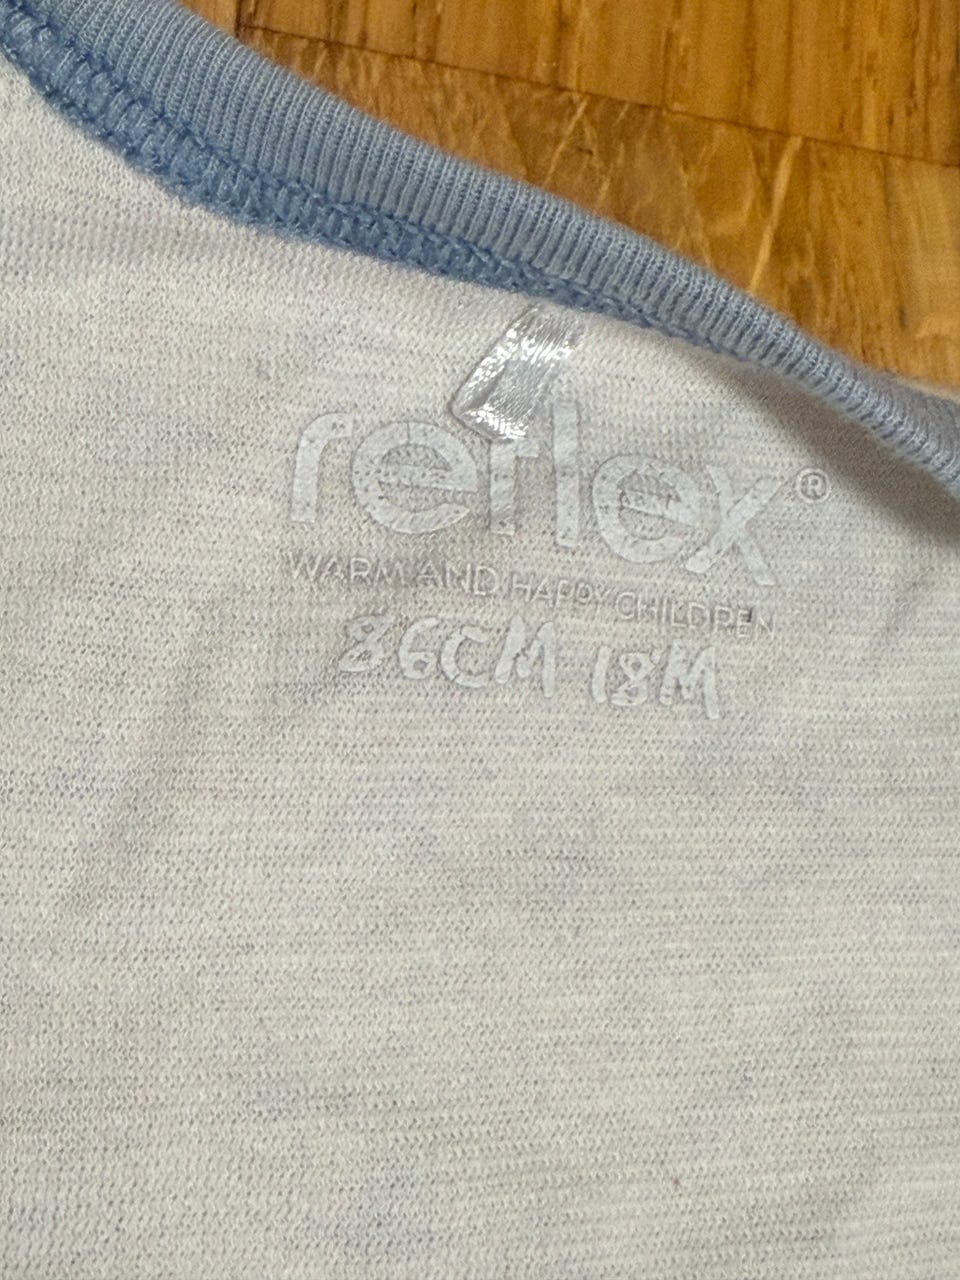 reflex®
WARM AND HAPPY CHILDREN
86CM 18M